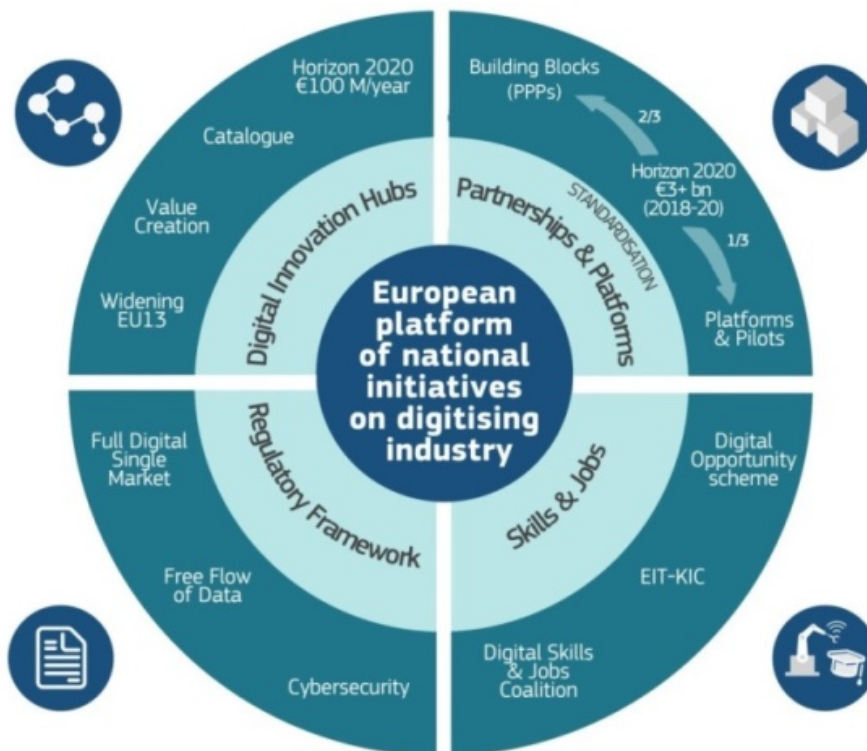 Horizon 2020
€100 M/year
Catalogue
Value
Creation
Widening
EU13
Digital Innovation Hubs
Building Blocks
(PPPs)
2/3
Horizon 2020
€3+ bn
(2018-20)
1/3
Platforms
& Pilots
STANDARDISATION
Partnerships & Platforms
European
platform
of national
initiatives
on digitising
industry
Full Digital
Single
Market
Free Flow
of Data
Cybersecurity
Regulatory Framework
Digital
Opportunity
scheme
EIT-KIC
Digital Skills
& Jobs
Coalition
Skills & Jobs